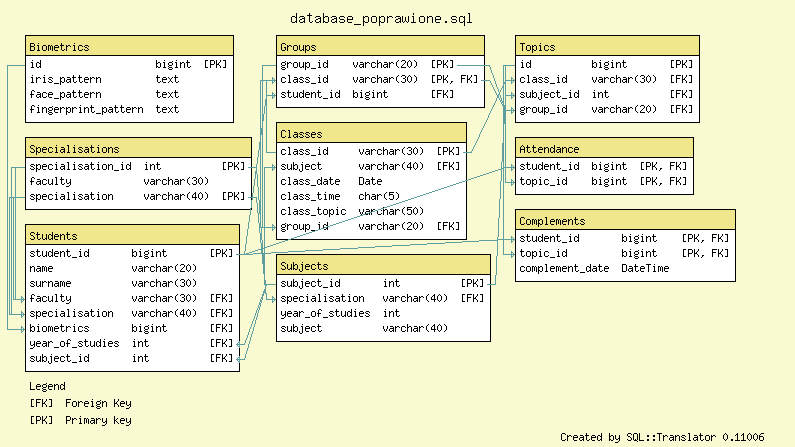 database_poprawione.sql
Biometrics
id bigint [PK]
iris_pattern text
face_pattern text
fingerprint_pattern text
Specialisations
specialisation_id int [PK]
faculty varchar(30)
specialisation varchar(40) [PK]
Students
student_id bigint [PK]
name varchar(20)
surname varchar(30)
faculty varchar(30) [FK]
specialisation varchar(40) [FK]
biometrics bigint [FK]
year_of_studies int [FK]
subject_id int [FK]
Groups
group_id varchar(20) [PK]
class_id varchar(30) [PK, FK]
student_id bigint [FK]
Classes
class_id varchar(30) [PK]
subject varchar(40) [FK]
class_date Date
class_time char(5)
class_topic varchar(50)
group_id varchar(20) [FK]
Subjects
subject_id int [PK]
specialisation varchar(40) [FK]
year_of_studies int
subject varchar(40)
Topics
id bigint [PK]
class_id varchar(30) [FK]
subject_id int [FK]
group_id varchar(20) [FK]
Attendance
student_id bigint [PK, FK]
topic_id bigint [PK, FK]
Complements
student_id bigint [PK, FK]
topic_id bigint [PK, FK]
complement_date DateTime
Legend
[FK] Foreign Key
[PK] Primary key
Created by SQL::Translator 0.11006